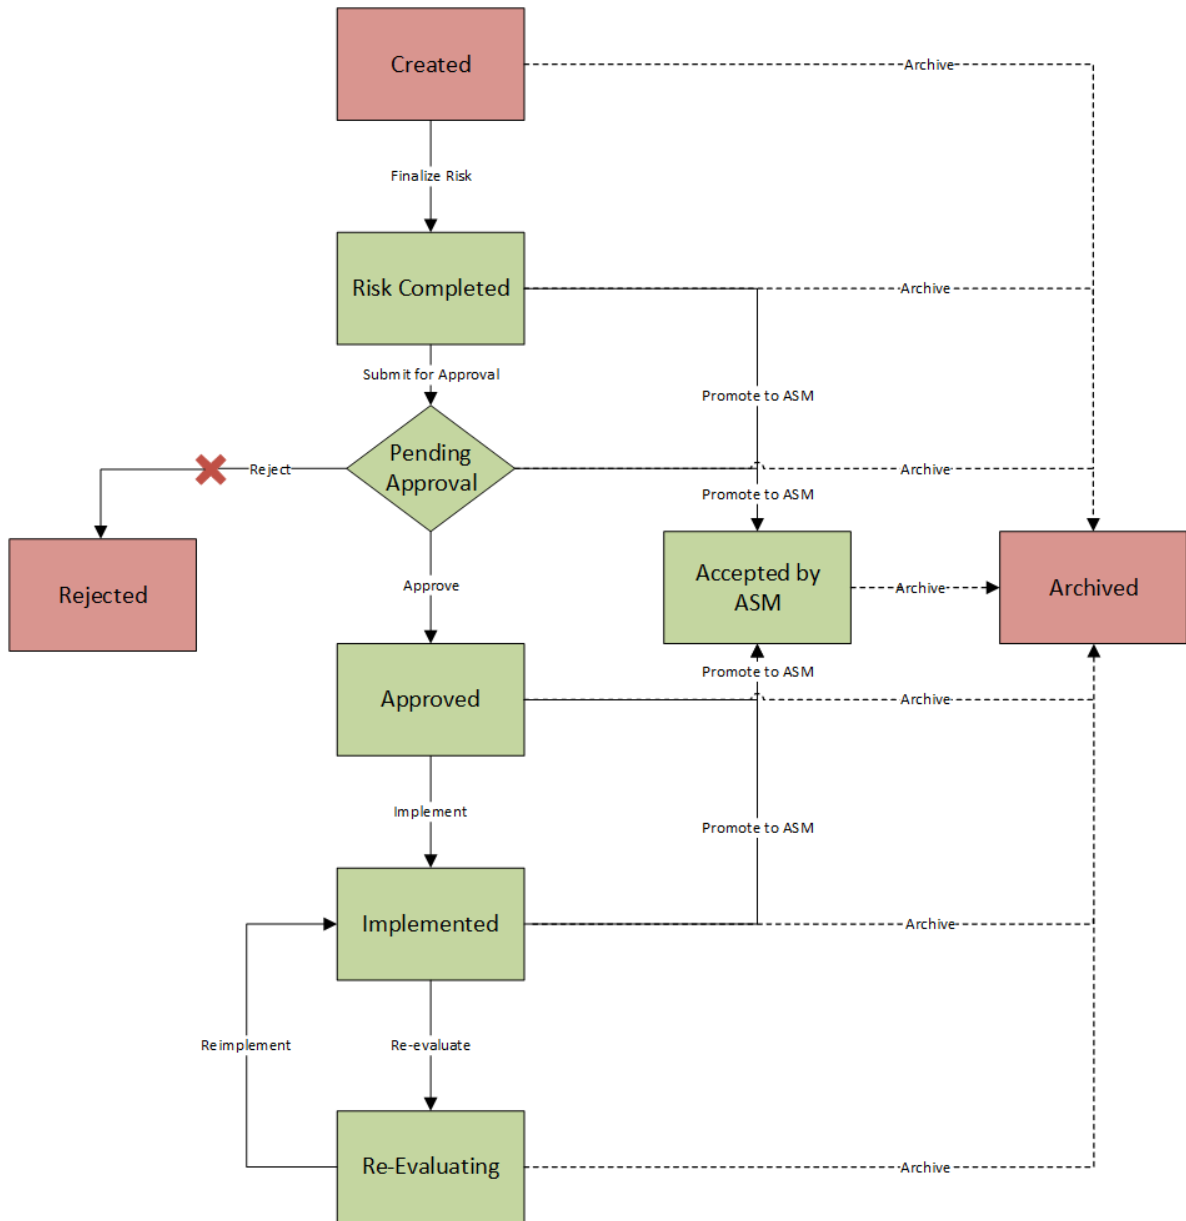 Created
Archive
Finalize Risk
Risk Completed
Archive
Submit for Approval
Promote to ASM
Pending
Approval
Reject
Archive
Promote to ASM
Rejected
Approve
Accepted by
ASM
Archive
Archived
Promote to ASM
Approved
Archive
Implement
Promote to ASM
Implemented
Archive
Reimplement
Re-evaluate
Re-Evaluating
Archive